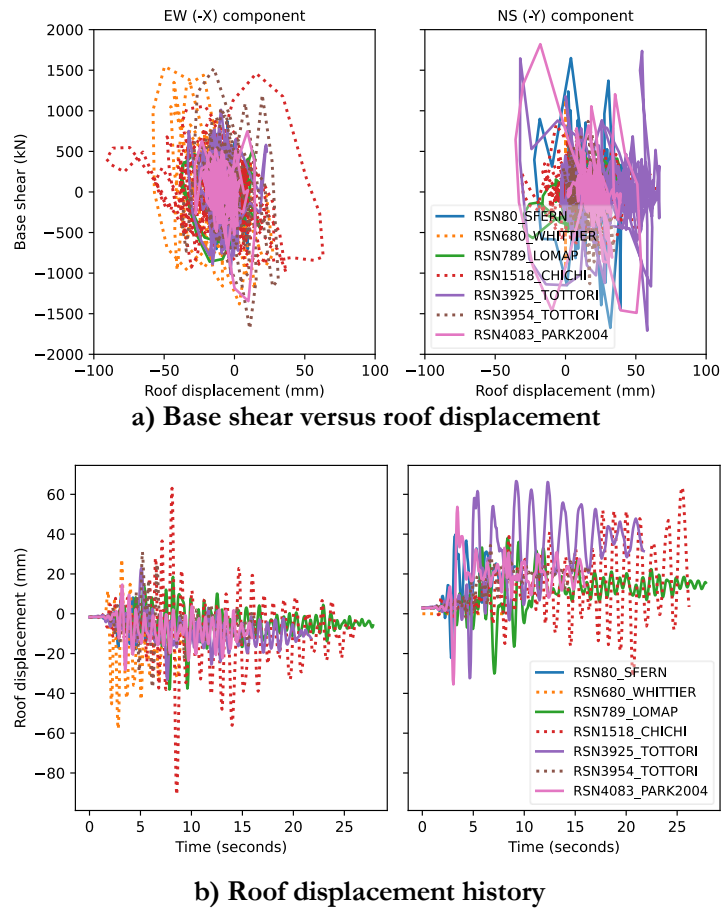 EW (-X) component
NS (-Y) component
2000
1500
1000
500
0
−500
−1000
−1500
−2000
Base shear (kN)
−100 −50 0 50 100
Roof displacement (mm)
RSN80_SFERN
RSN680_WHITTIER
RSN789_LOMAP
RSN1518_CHICHI
RSN3925_TOTTORI
RSN3954_TOTTORI
RSN4083_PARK2004
−100 −50 0 50 100
Roof displacement (mm)
a) Base shear versus roof displacement
60
40
20
0
−20
−40
−60
−80
Roof displacement (mm)
0 5 10 15 20 25
Time (seconds)
RSN80_SFERN
RSN680_WHITTIER
RSN789_LOMAP
RSN1518_CHICHI
RSN3925_TOTTORI
RSN3954_TOTTORI
RSN4083_PARK2004
0 5 10 15 20 25
Time (seconds)
b) Roof displacement history